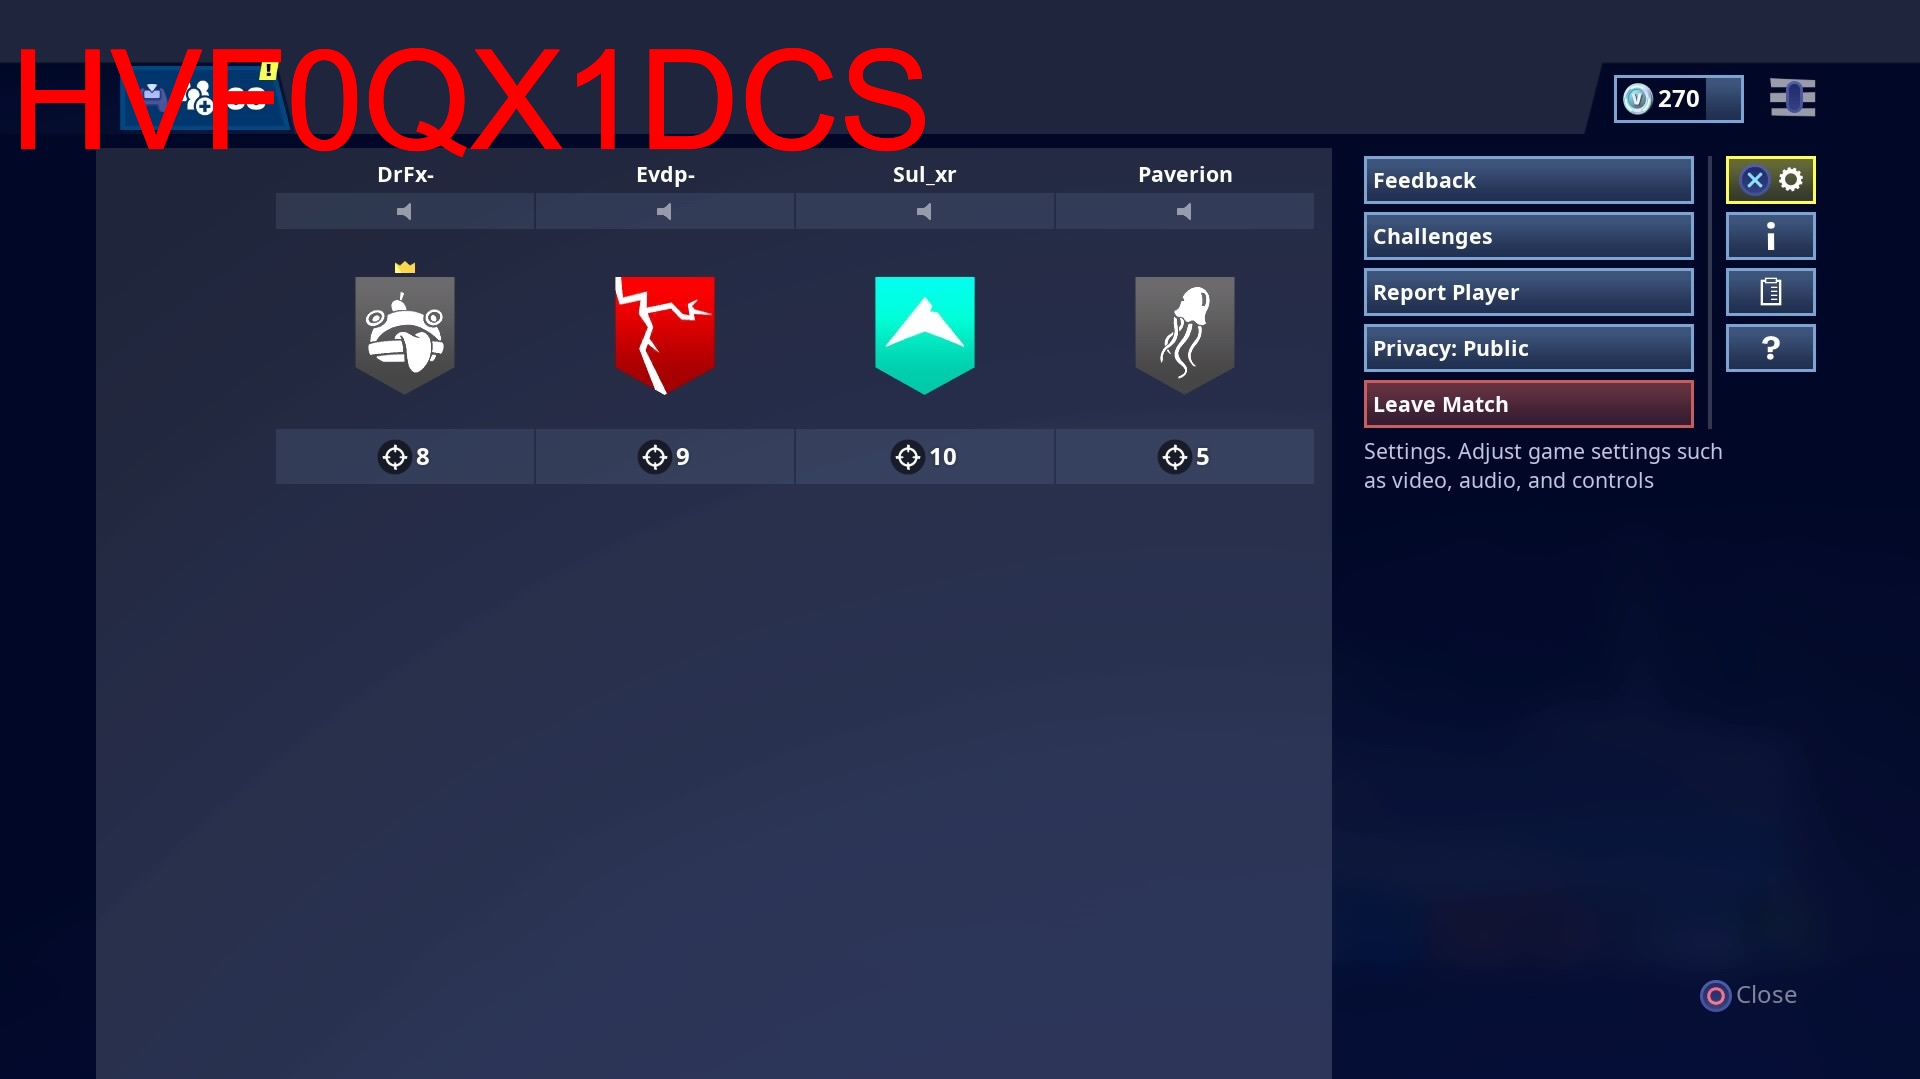 HVF0QX1DCS
!
270
DrFx- Evdp- Sul_xr Paverion
8 9 10 5
Feedback
Challenges
Report Player
Privacy: Public
Leave Match
Settings. Adjust game settings such
as video, audio, and controls
Close